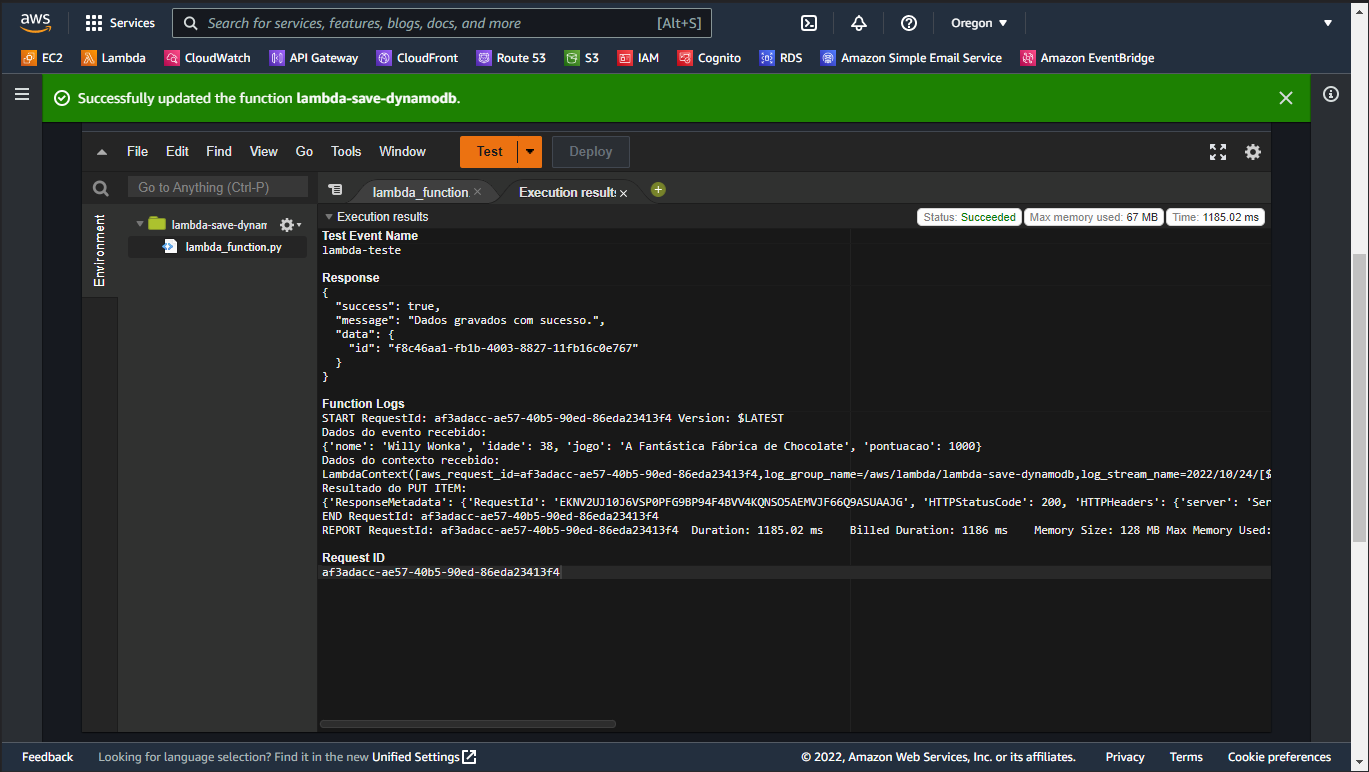 aws Services Search for services, features, blogs, docs, and more [Alt+S] Oregon
EC2 Lambda CloudWatch API Gateway CloudFront Route 53 S3 IAM Cognito RDS Amazon Simple Email Service Amazon EventBridge
Successfully updated the function lambda-save-dynamodb.
File Edit Find View Go Tools Window Test Deploy
Go to Anything (Ctrl-P)
lambda_function Execution results
Environment
lambda-save-dynam
lambda_function.py
Execution results
Status: Succeeded Max memory used: 67 MB Time: 1185.02 ms
Test Event Name
lambda-teste
Response
{
"success": true,
"message": "Dados gravados com sucesso.",
"data": {
"id": "f8c46aa1-fb1b-4003-8827-11fb16c0e767"
}
}
Function Logs
START RequestId: af3adacc-ae57-40b5-90ed-86eda23413f4 Version: $LATEST
Dados do evento recebido:
{'nome': 'Willy Wonka', 'idade': 38, 'jogo': 'A Fantástica Fábrica de Chocolate', 'pontuacao': 1000}
Dados do contexto recebido:
LambdaContext([aws_request_id=af3adacc-ae57-40b5-90ed-86eda23413f4,log_group_name=/aws/lambda/lambda-save-dynamodb,log_stream_name=2022/10/24/[$
Resultado do PUT ITEM:
{'ResponseMetadata': {'RequestId': 'EKNV2UJ10J6VSP0PFG9BP94F4BVV4KQNSO5AEMVJF66Q9ASUAAJG', 'HTTPStatusCode': 200, 'HTTPHeaders': {'server': 'Ser
END RequestId: af3adacc-ae57-40b5-90ed-86eda23413f4
REPORT RequestId: af3adacc-ae57-40b5-90ed-86eda23413f4 Duration: 1185.02 ms Billed Duration: 1186 ms Memory Size: 128 MB Max Memory Used:
Request ID
af3adacc-ae57-40b5-90ed-86eda23413f4
Feedback Looking for language selection? Find it in the new Unified Settings © 2022, Amazon Web Services, Inc. or its affiliates. Privacy Terms Cookie preferences